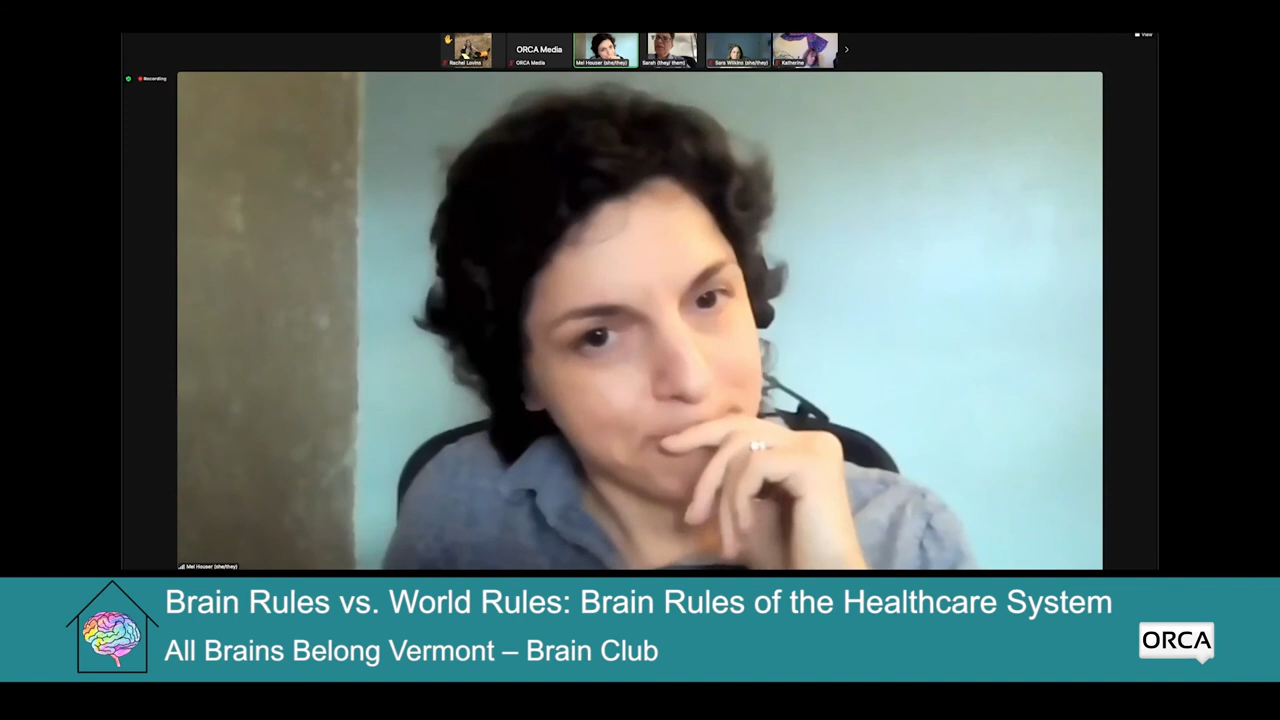 View
ORCA Media
Rachel Lovins
ORCA Media
Mel Houser (she/they)
Sarah (they/ them)
Sara Wilkins (she/they)
Katherine
Recording
Mel Houser (she/they)
Brain Rules vs. World Rules: Brain Rules of the Healthcare System
All Brains Belong Vermont – Brain Club
ORCA